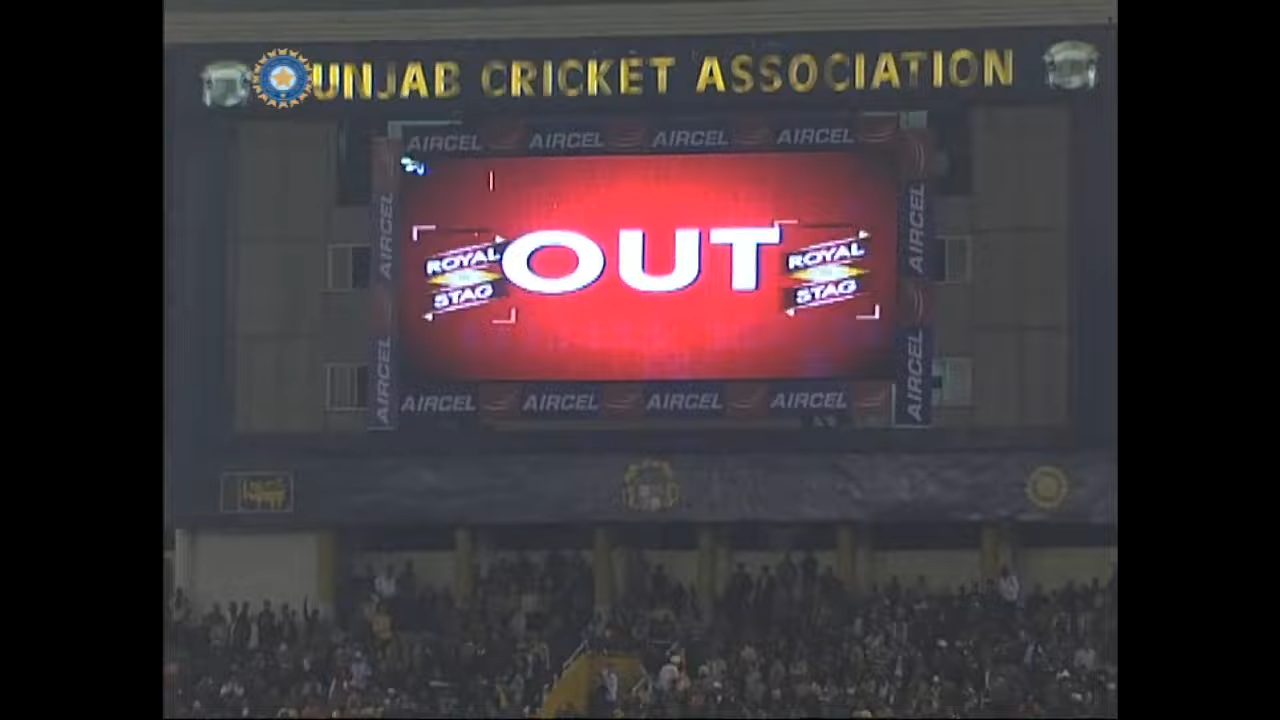 UNJAB CRICKET ASSOCIATION
AIRCEL AIRCEL AIRCEL AIRCEL
AIRCEL
AIRCEL
ROYAL
STAG
OUT
ROYAL
STAG
AIRCEL
AIRCEL
AIRCEL AIRCEL AIRCEL AIRCEL